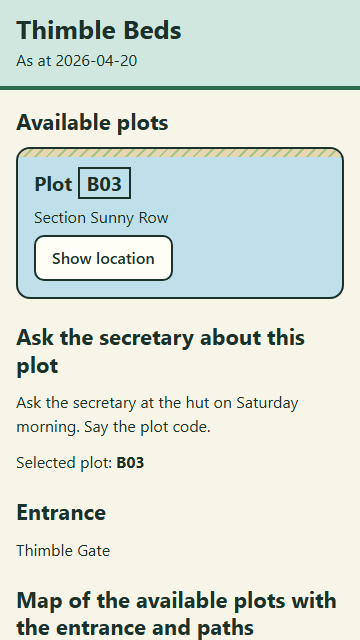 Thimble Beds
As at 2026-04-20
Available plots
Plot B03
Section Sunny Row
Show location
Ask the secretary about this
plot
Ask the secretary at the hut on Saturday
morning. Say the plot code.
Selected plot: B03
Entrance
Thimble Gate
Map of the available plots with
the entrance and paths